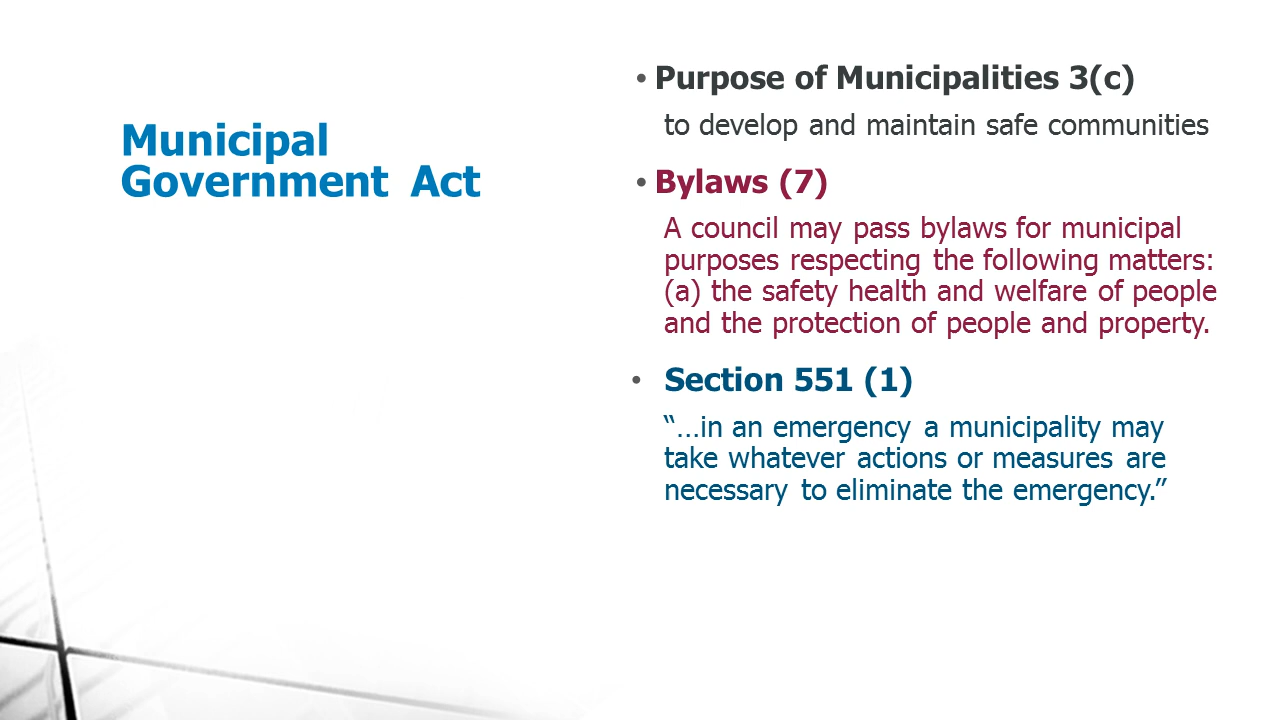 Municipal
Government Act
• Purpose of Municipalities 3(c)
to develop and maintain safe communities
• Bylaws (7)
A council may pass bylaws for municipal
purposes respecting the following matters:
(a) the safety health and welfare of people
and the protection of people and property.
• Section 551 (1)
“…in an emergency a municipality may
take whatever actions or measures are
necessary to eliminate the emergency.”